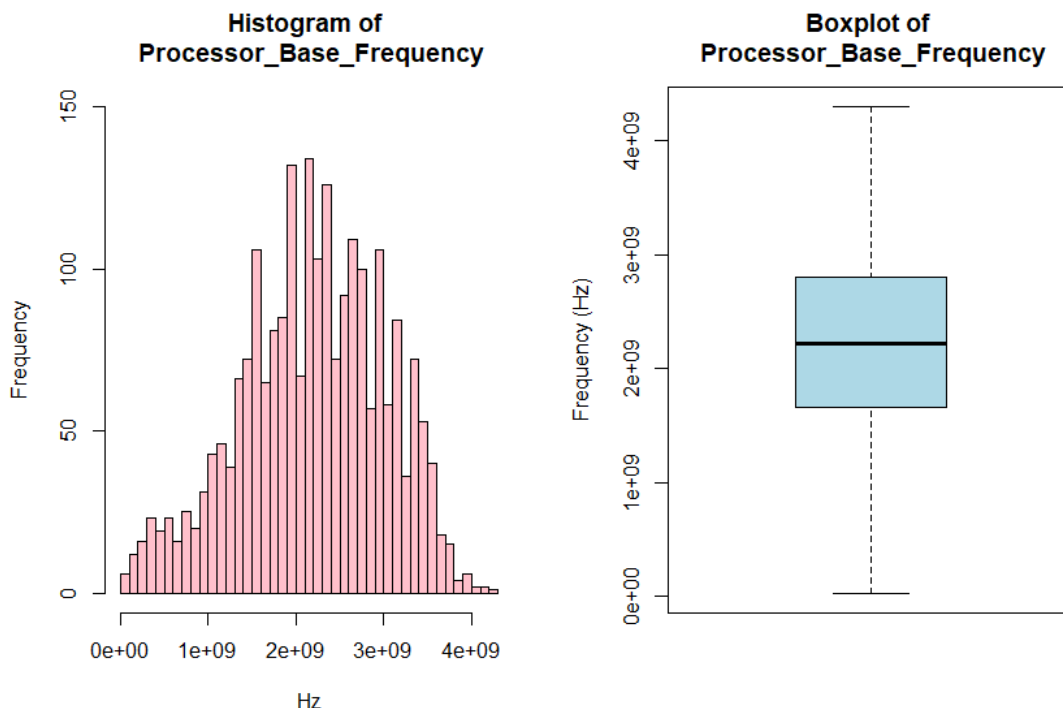 Histogram of
Processor_Base_Frequency
150
100
50
0
Frequency
0e+00 1e+09 2e+09 3e+09 4e+09
Hz
Boxplot of
Processor_Base_Frequency
4e+09
3e+09
2e+09
1e+09
0e+00
Frequency (Hz)